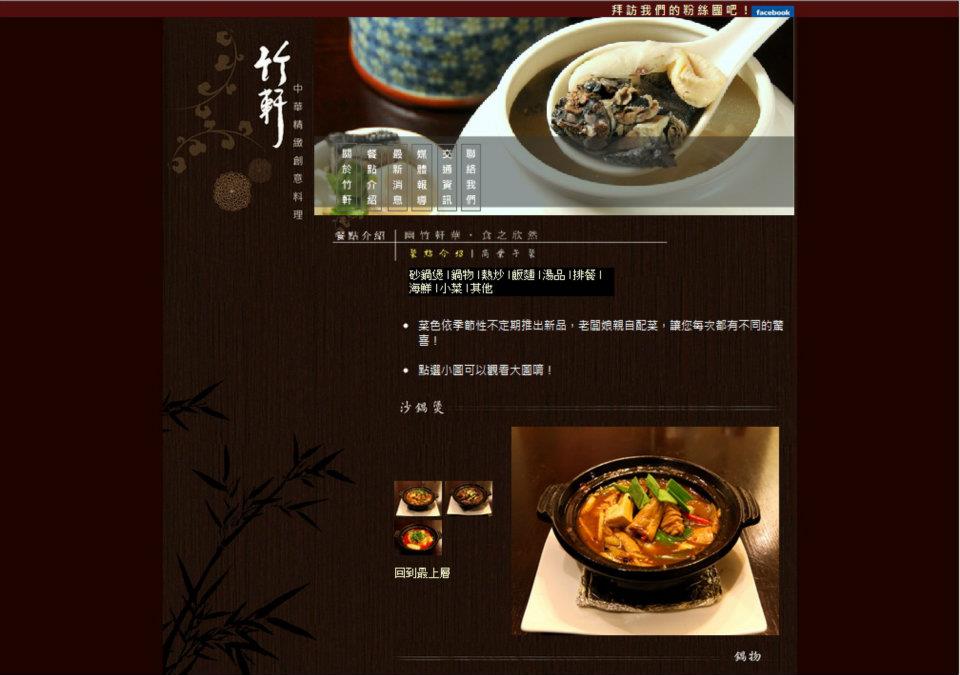 拜訪我們的粉絲團吧！ facebook
竹軒
中華精緻創意料理
關於竹軒
餐點介紹
最新消息
媒體報導
交通資訊
聯絡我們
餐點介紹 幽竹軒華・食之欣然
餐點介紹 | 商業午餐
砂鍋煲 | 鍋物 | 熱炒 | 飯麵 | 湯品 | 排餐 |
海鮮 | 小菜 | 其他
• 菜色依季節性不定期推出新品，老闆娘親自配菜，讓您每次都有不同的驚
喜！
• 點選小圖可以觀看大圖唷！
沙鍋煲
回到最上層
鍋物